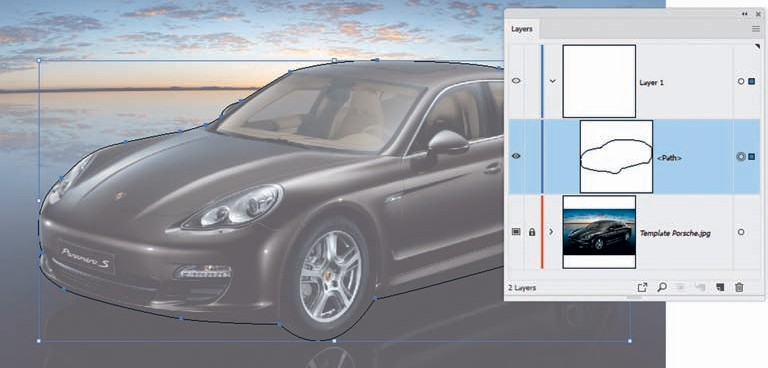 Layers
Layer 1
<Path>
Template Porsche.jpg
2 Layers
Panamera S